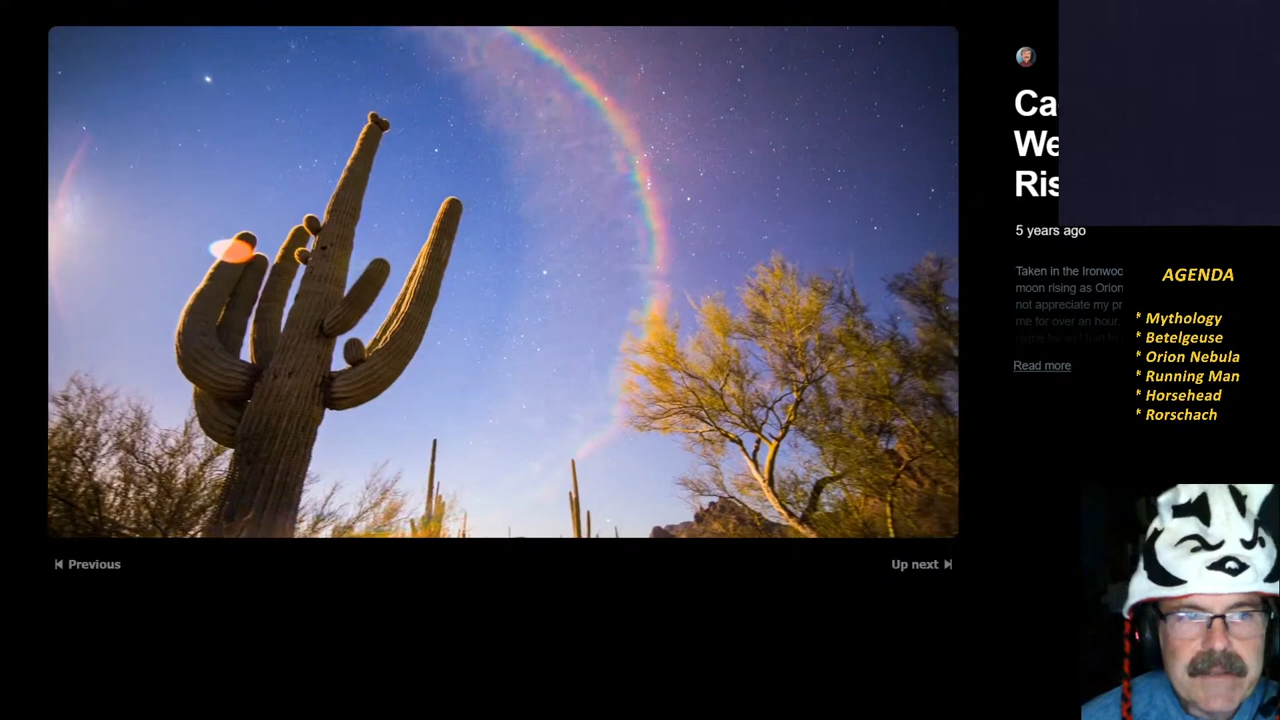 Ca
We
Ris
5 years ago
Taken in the Ironwoo
moon rising as Orion
not appreciate my pr
me for over an hour.
Read more
AGENDA
* Mythology
* Betelgeuse
* Orion Nebula
* Running Man
* Horsehead
* Rorschach
Previous
Up next